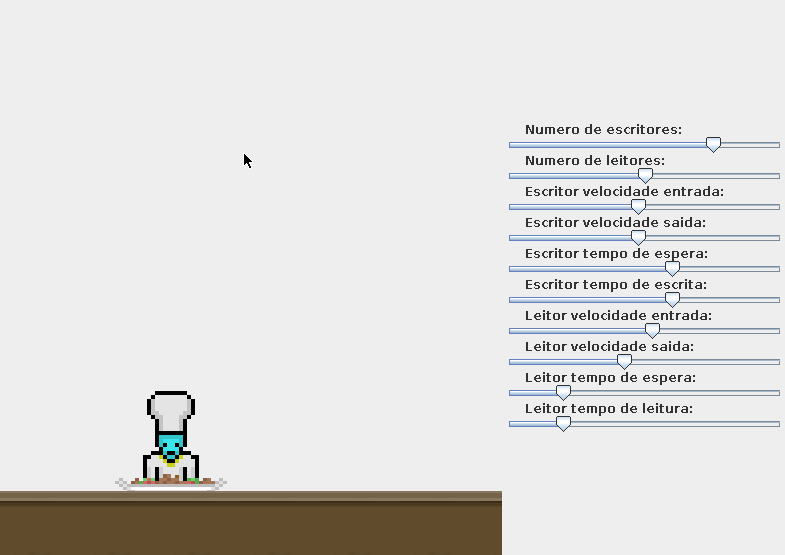 Numero de escritores:
Numero de leitores:
Escritor velocidade entrada:
Escritor velocidade saida:
Escritor tempo de espera:
Escritor tempo de escrita:
Leitor velocidade entrada:
Leitor velocidade saida:
Leitor tempo de espera:
Leitor tempo de leitura: